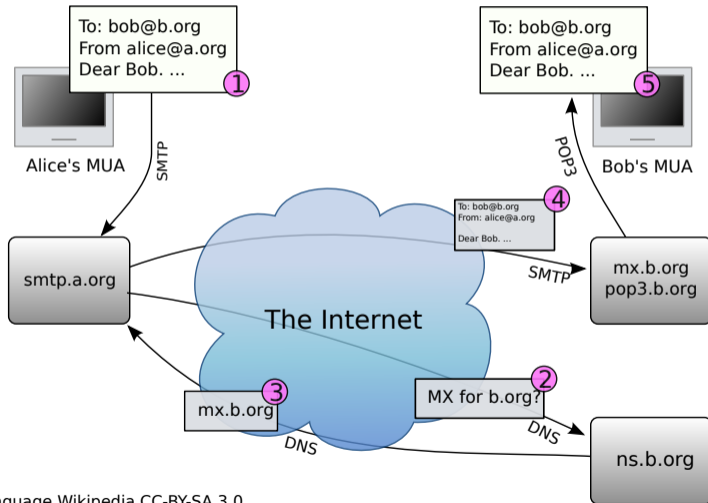 To: bob@b.org
From alice@a.org
Dear Bob. ...
1
Alice's MUA
SMTP
To: bob@b.org
From alice@a.org
Dear Bob. ...
5
Bob's MUA
POP3
To: bob@b.org
From: alice@a.org
Dear Bob. ...
4
smtp.a.org
SMTP
mx.b.org
pop3.b.org
The Internet
mx.b.org
3
MX for b.org?
2
DNS
DNS
ns.b.org
Wikipedia CC-BY-SA 3.0